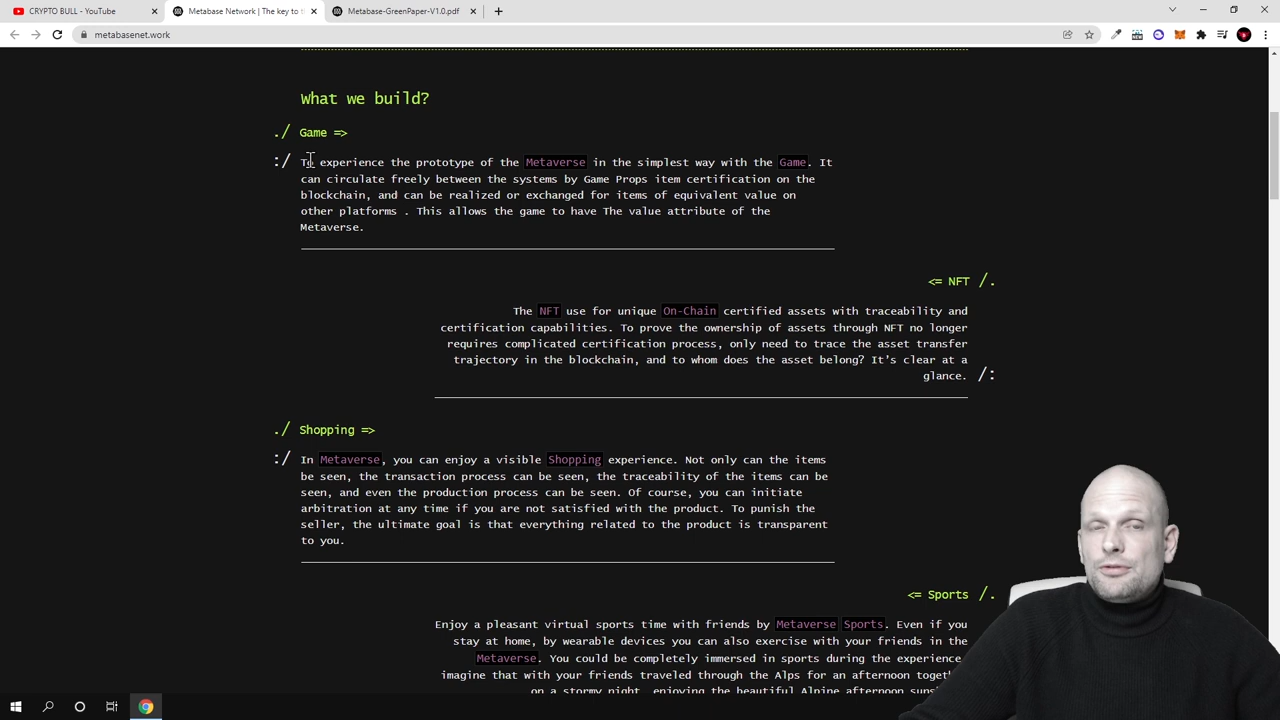 CRYPTO BULL - YouTube
Metabase Network | The key to t
Metabase-GreenPaper-V1.0.pdf
metabasenet.work
What we build?
./ Game =>
:/ To experience the prototype of the Metaverse in the simplest way with the Game. It
can circulate freely between the systems by Game Props item certification on the
blockchain, and can be realized or exchanged for items of equivalent value on
other platforms . This allows the game to have The value attribute of the
Metaverse.
<= NFT /.
The NFT use for unique On-Chain certified assets with traceability and
certification capabilities. To prove the ownership of assets through NFT no longer
requires complicated certification process, only need to trace the asset transfer
trajectory in the blockchain, and to whom does the asset belong? It's clear at a
glance. /:
./ Shopping =>
:/ In Metaverse, you can enjoy a visible Shopping experience. Not only can the items
be seen, the transaction process can be seen, the traceability of the items can be
seen, and even the production process can be seen. Of course, you can initiate
arbitration at any time if you are not satisfied with the product. To punish the
seller, the ultimate goal is that everything related to the product is transparent
to you.
<= Sports /.
Enjoy a pleasant virtual sports time with friends by Metaverse Sports. Even if you
stay at home, by wearable devices you can also exercise with your friends in the
Metaverse. You could be completely immersed in sports during the experience,
imagine that with your friends traveled through the Alps for an afternoon togeth
on a stormy night, enjoying the beautiful Alpine afternoon